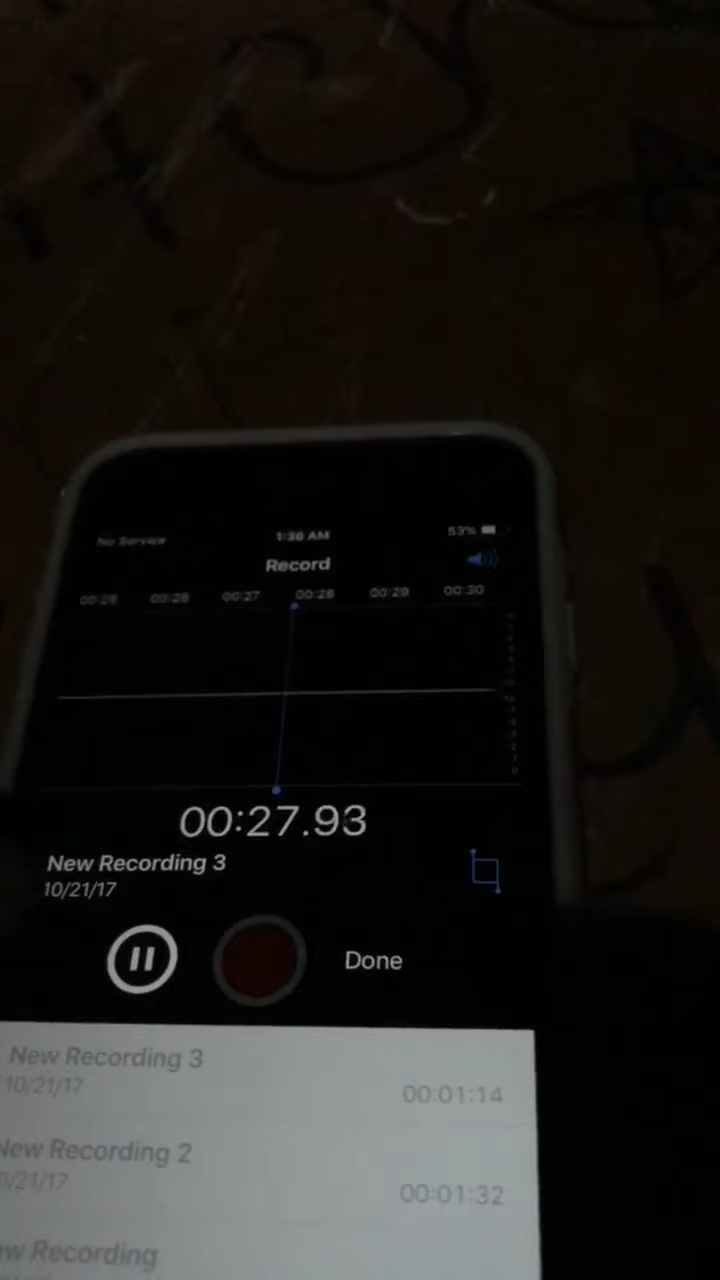 No Service 1:36 AM 53%
Record
00:25 00:26 00:27 00:28 00:29 00:30
00:27.93
New Recording 3
10/21/17
Done
New Recording 3
10/21/17
00:01:14
New Recording 2
00:01:32
Recording